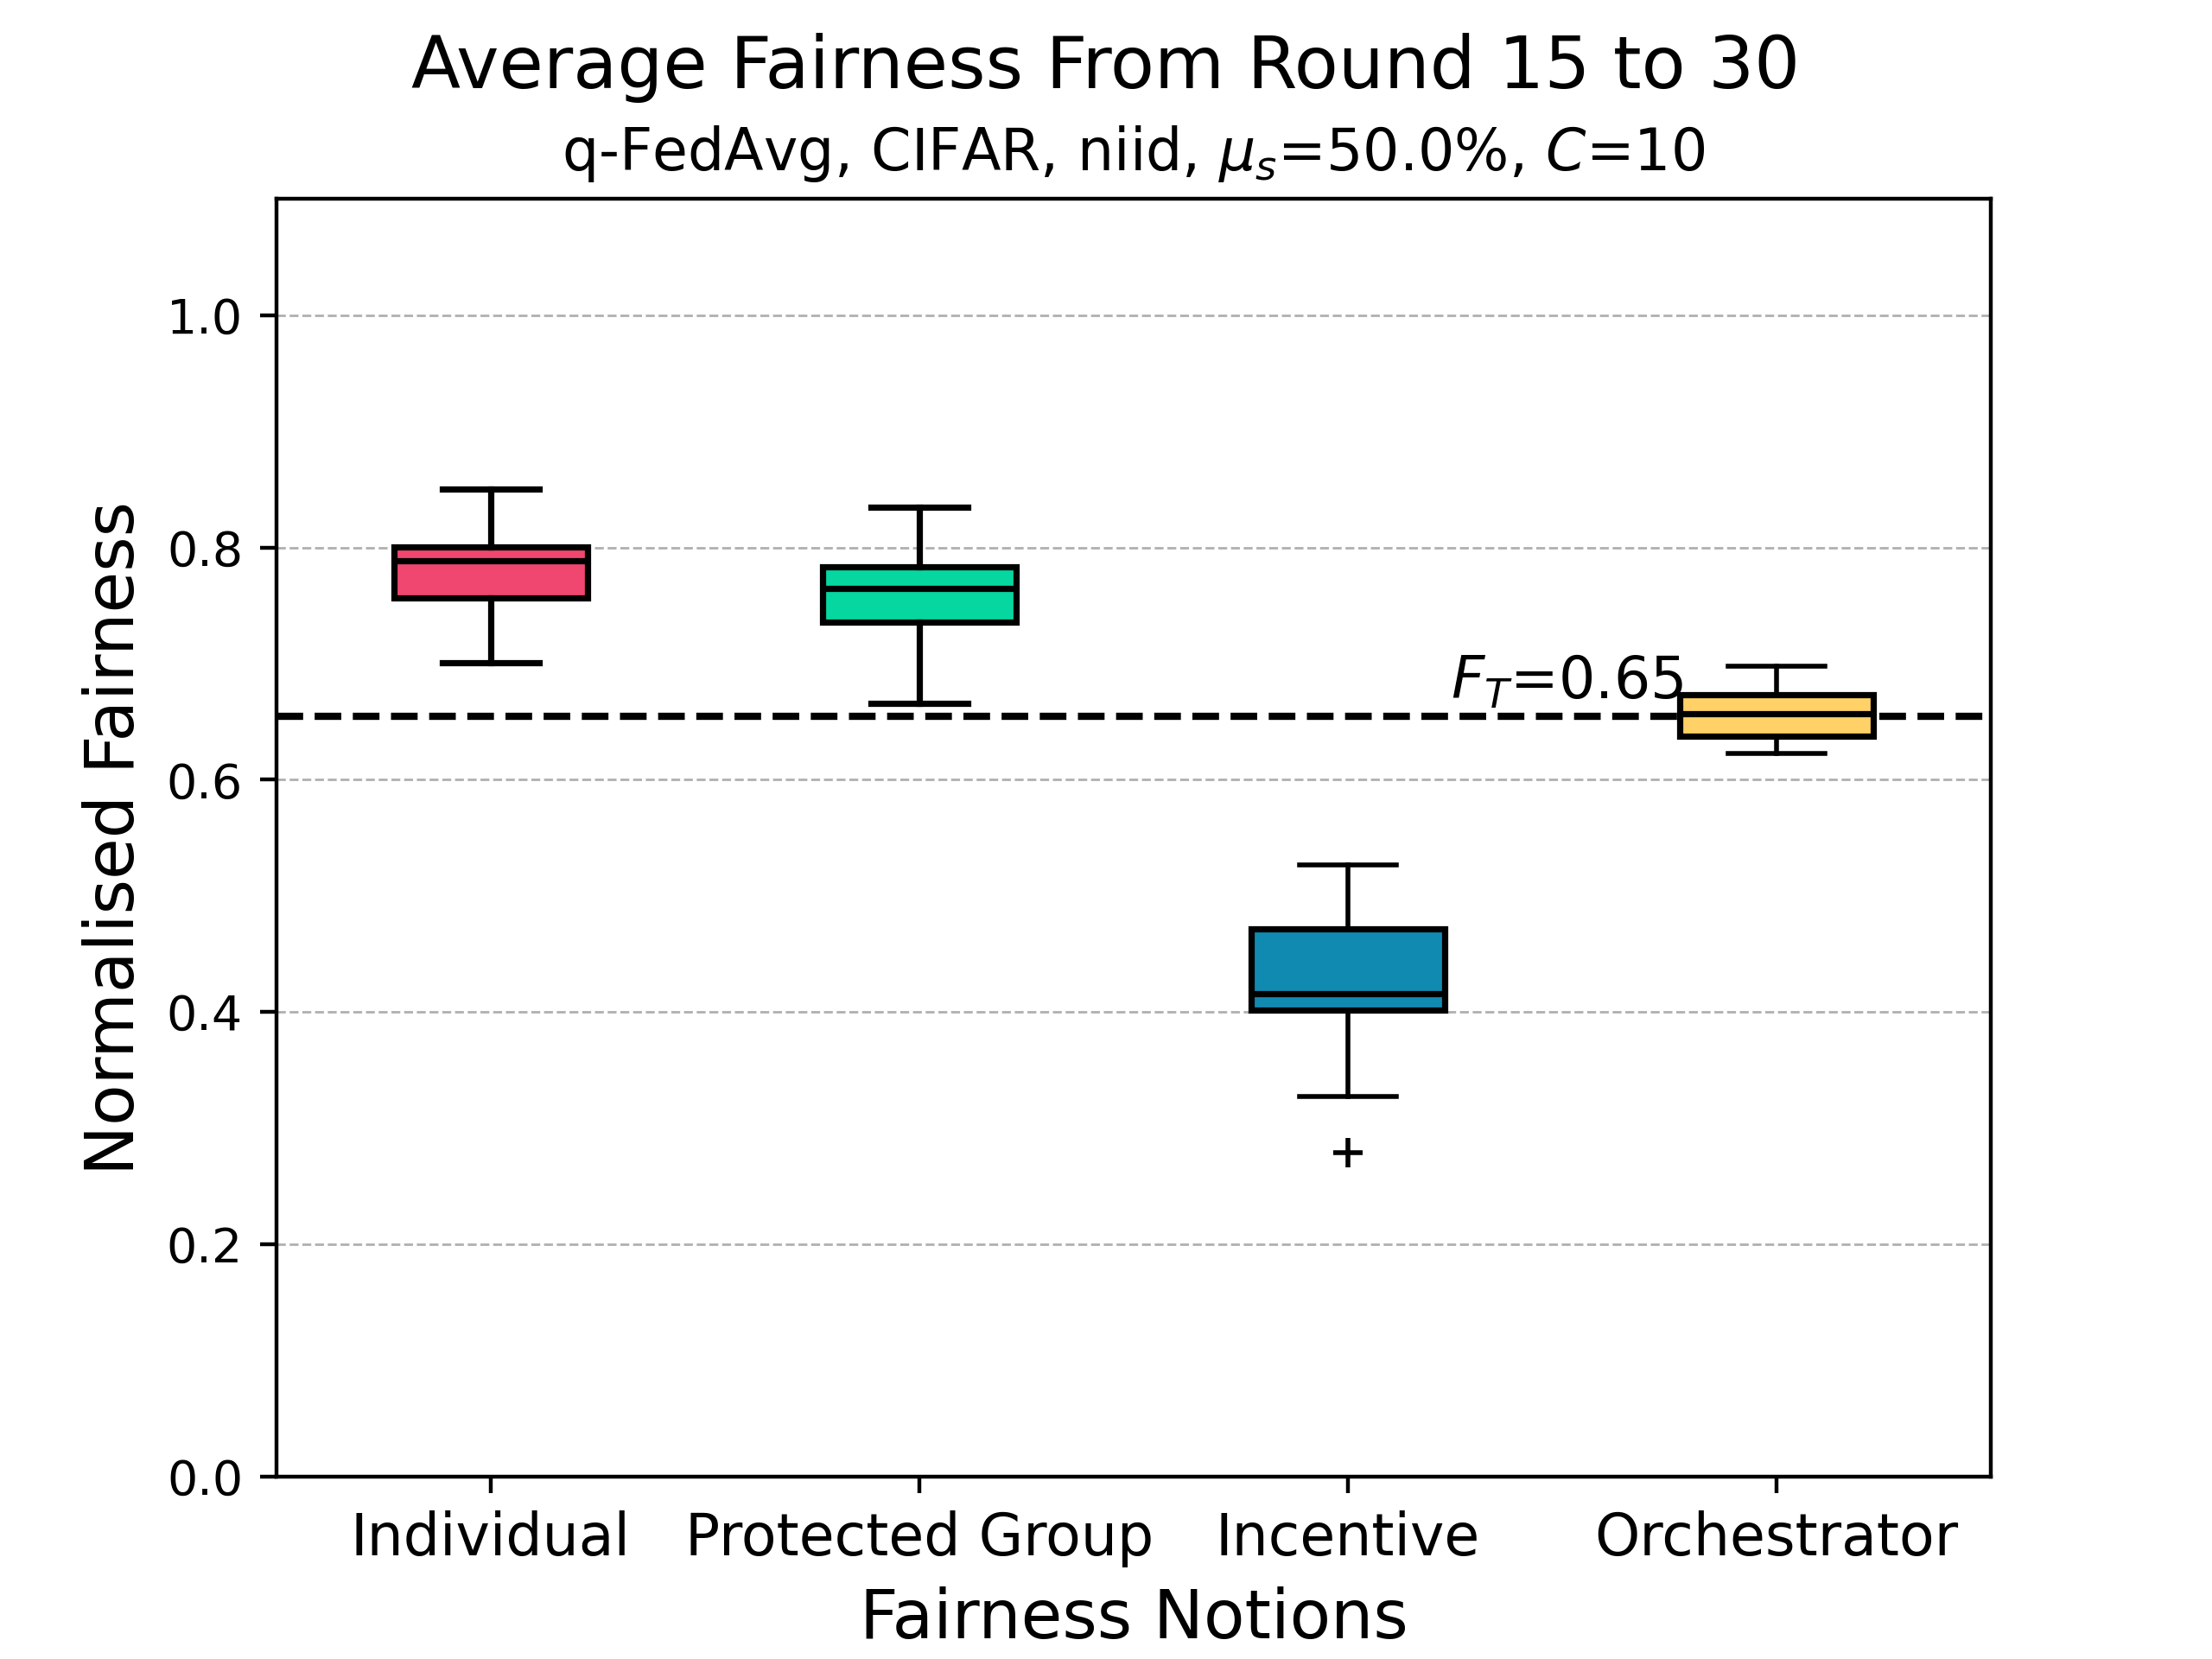 Average Fairness From Round 15 to 30
q-FedAvg, CIFAR, niid, μₛ=50.0%, C=10
1.0
0.8
0.6
0.4
0.2
0.0
Normalised Fairness
F_T=0.65
Individual Protected Group Incentive Orchestrator
Fairness Notions